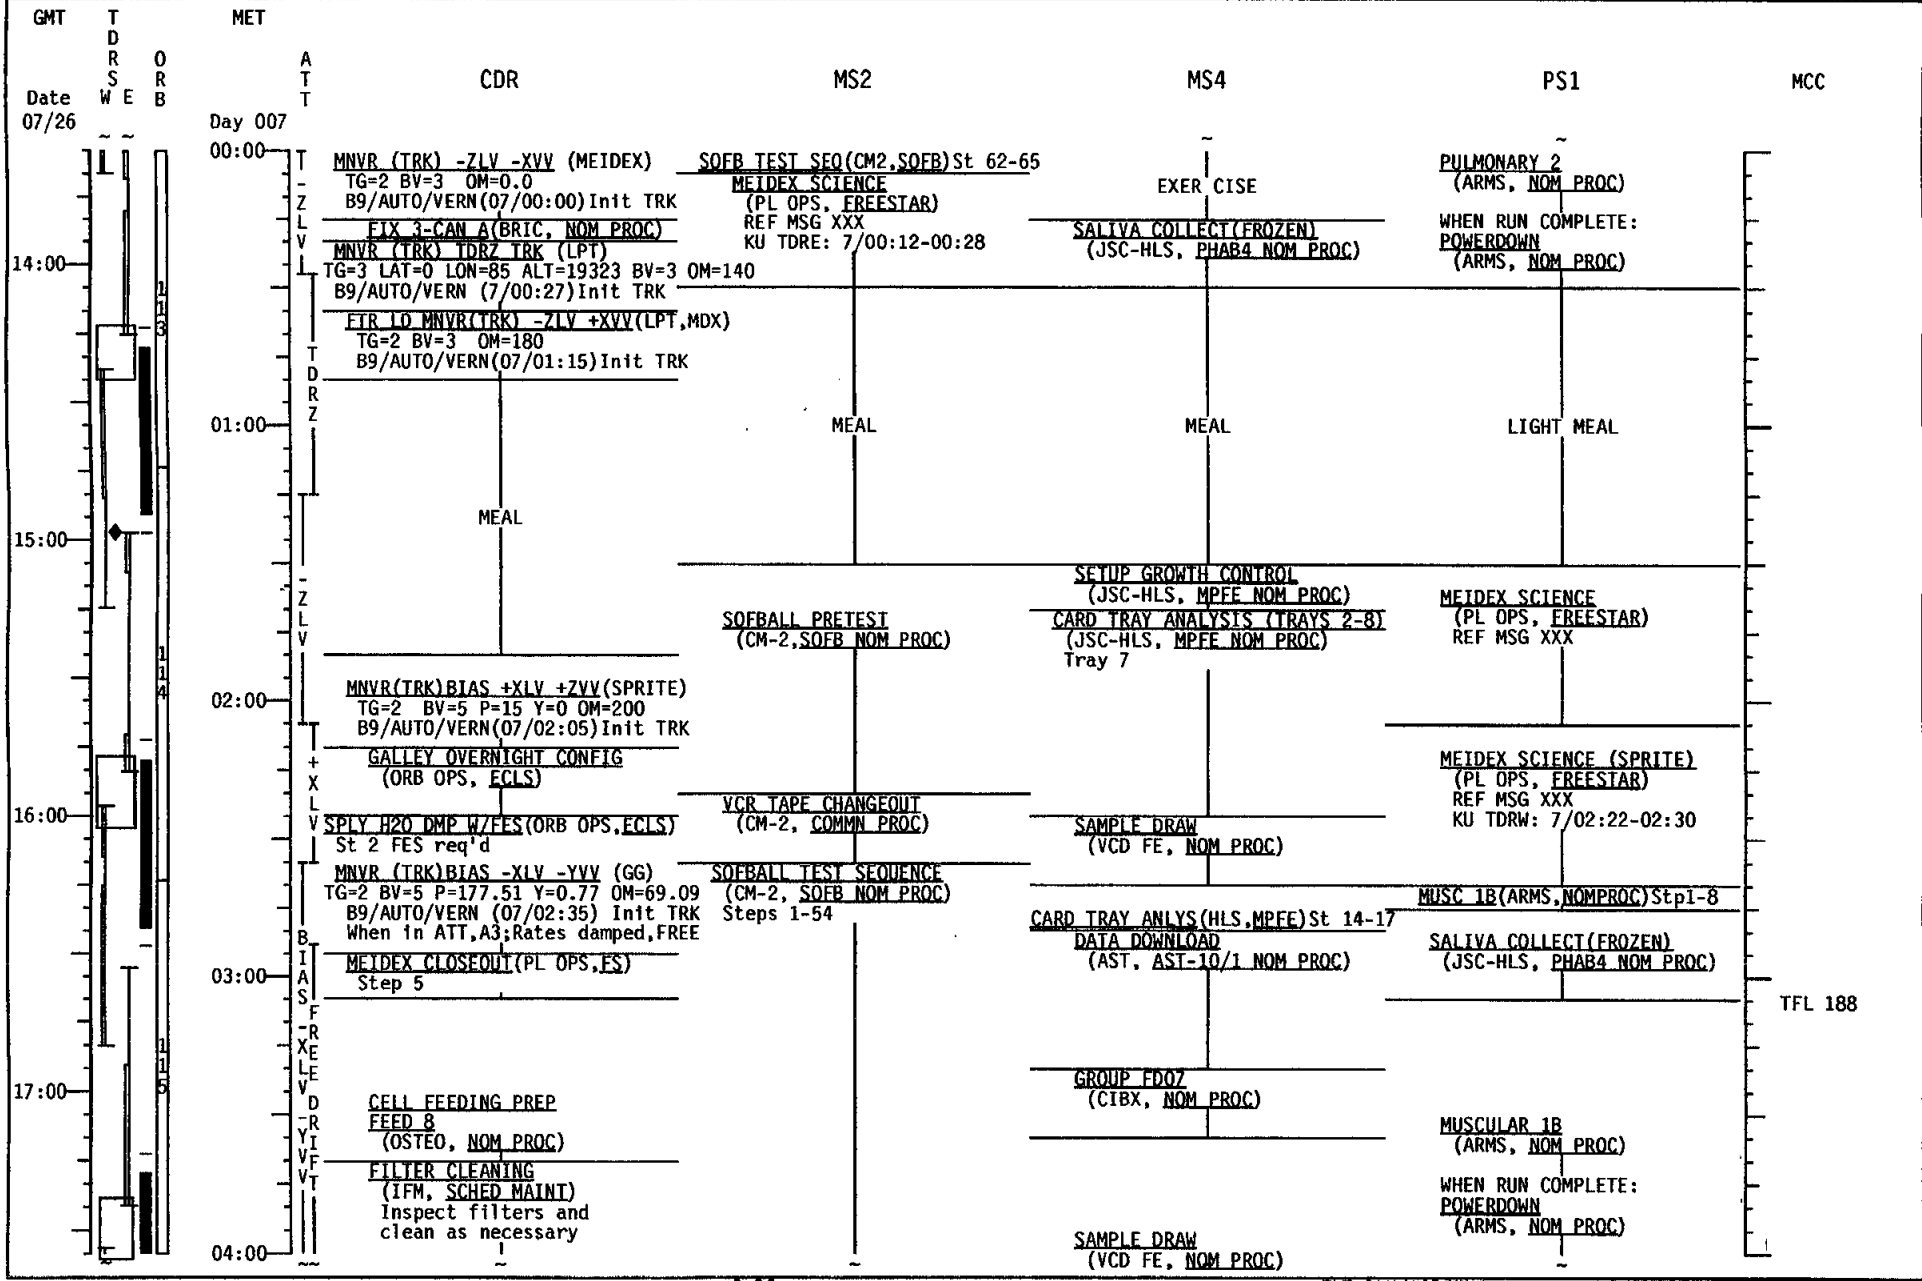 GMT
TDRS
W E
ORB
MET
ATT
CDR
MS2
MS4
PS1
MCC
Date
07/26
Day 007
00:00
01:00
02:00
03:00
04:00
14:00
15:00
16:00
17:00
113
114
115
-ZLV
TDRZ
-ZLV
+XLV
BIAS -XLV -YVV
FREE DRIFT
MNVR (TRK) -ZLV -XVV (MEIDEX)
TG=2 BV=3 OM=0.0
B9/AUTO/VERN(07/00:00)Init TRK
FIX 3-CAN A(BRIC, NOM PROC)
MNVR (TRK) TDRZ TRK (LPT)
TG=3 LAT=0 LON=85 ALT=19323 BV=3 OM=140
B9/AUTO/VERN (7/00:27)Init TRK
FTR LD MNVR(TRK) -ZLV +XVV(LPT,MDX)
TG=2 BV=3 OM=180
B9/AUTO/VERN(07/01:15)Init TRK
MEAL
MNVR(TRK)BIAS +XLV +ZVV(SPRITE)
TG=2 BV=5 P=15 Y=0 OM=200
B9/AUTO/VERN(07/02:05)Init TRK
GALLEY OVERNIGHT CONFIG
(ORB OPS, ECLS)
SPLY H2O DMP W/FES(ORB OPS,ECLS)
St 2 FES req'd
MNVR (TRK)BIAS -XLV -YVV (GG)
TG=2 BV=5 P=177.51 Y=0.77 OM=69.09
B9/AUTO/VERN (07/02:35) Init TRK
When in ATT,A3;Rates damped,FREE
MEIDEX CLOSEOUT(PL OPS,FS)
Step 5
CELL FEEDING PREP
FEED 8
(OSTEO, NOM PROC)
FILTER CLEANING
(IFM, SCHED MAINT)
Inspect filters and
clean as necessary
SOFB TEST SEQ(CM2,SOFB)St 62-65
MEIDEX SCIENCE
(PL OPS, FREESTAR)
REF MSG XXX
KU TDRE: 7/00:12-00:28
MEAL
SOFBALL PRETEST
(CM-2,SOFB NOM PROC)
VCR TAPE CHANGEOUT
(CM-2, COMMN PROC)
SOFBALL TEST SEQUENCE
(CM-2, SOFB NOM PROC)
Steps 1-54
EXER CISE
SALIVA COLLECT(FROZEN)
(JSC-HLS, PHAB4 NOM PROC)
MEAL
SETUP GROWTH CONTROL
(JSC-HLS, MPFE NOM PROC)
CARD TRAY ANALYSIS (TRAYS 2-8)
(JSC-HLS, MPFE NOM PROC)
Tray 7
SAMPLE DRAW
(VCD FE, NOM PROC)
CARD TRAY ANLYS(HLS,MPFE)St 14-17
DATA DOWNLOAD
(AST, AST-10/1 NOM PROC)
GROUP FD07
(CIBX, NOM PROC)
SAMPLE DRAW
(VCD FE, NOM PROC)
PULMONARY 2
(ARMS, NOM PROC)
WHEN RUN COMPLETE:
POWERDOWN
(ARMS, NOM PROC)
LIGHT MEAL
MEIDEX SCIENCE
(PL OPS, FREESTAR)
REF MSG XXX
MEIDEX SCIENCE (SPRITE)
(PL OPS, FREESTAR)
REF MSG XXX
KU TDRW: 7/02:22-02:30
MUSC 1B(ARMS,NOMPROC)Stp1-8
SALIVA COLLECT(FROZEN)
(JSC-HLS, PHAB4 NOM PROC)
MUSCULAR 1B
(ARMS, NOM PROC)
WHEN RUN COMPLETE:
POWERDOWN
(ARMS, NOM PROC)
TFL 188